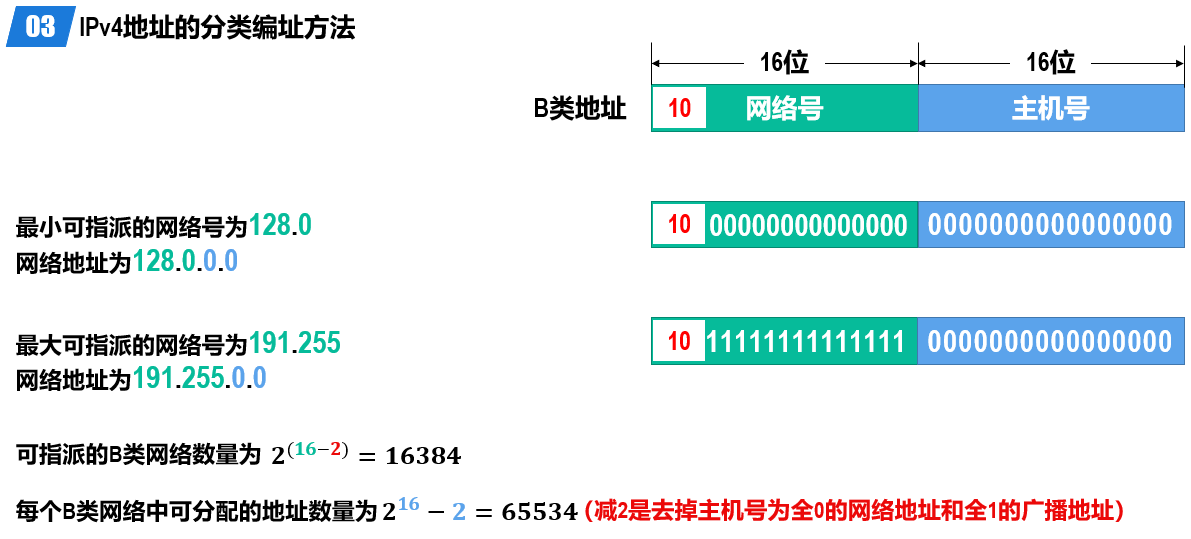 03 IPv4地址的分类编址方法
16位 16位
B类地址 10 网络号 主机号
最小可指派的网络号为128.0
10 00000000000000 0000000000000000
网络地址为128.0.0.0
最大可指派的网络号为191.255
10 11111111111111 0000000000000000
网络地址为191.255.0.0
可指派的B类网络数量为 2^(16-2) = 16384
每个B类网络中可分配的地址数量为 2^16 - 2 = 65534 (减2是去掉主机号为全0的网络地址和全1的广播地址)